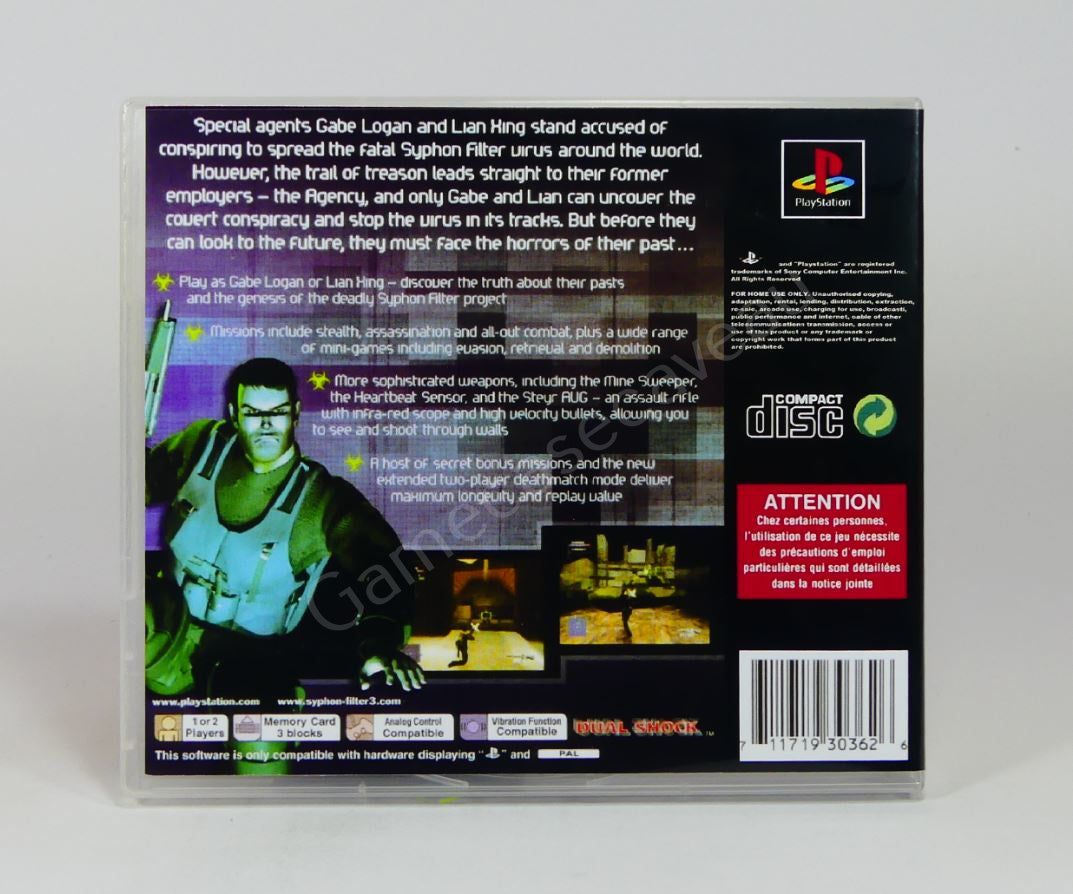 Special agents Gabe Logan and Lian Xing stand accused of
conspiring to spread the fatal Syphon Filter virus around the world.
However, the trail of treason leads straight to their former
employers – the Agency, and only Gabe and Lian can uncover the
covert conspiracy and stop the virus in its tracks. But before they
can look to the future, they must face the horrors of their past...
Play as Gabe Logan or Lian Xing – discover the truth about their pasts
and the genesis of the deadly Syphon Filter project
Missions include stealth, assassination and all-out combat, plus a wide range
of mini-games including evasion, retrieval and demolition
More sophisticated weapons, including the Mine Sweeper,
the Heartbeat Sensor, and the Steyr AUG – an assault rifle
with infra-red scope and high velocity bullets, allowing you
to see and shoot through walls
A host of secret bonus missions and the new
extended two-player deathmatch mode deliver
maximum longevity and replay value
www.playstation.com www.syphon-filter3.com
1 or 2
Players
Memory Card
3 blocks
Analog Control
Compatible
Vibration Function
Compatible
DUAL SHOCK ™
This software is only compatible with hardware displaying " " and PAL
PlayStation
and "Playstation" are registered
trademarks of Sony Computer Entertainment Inc.
All Rights Reserved
FOR HOME USE ONLY. Unauthorised copying,
adaptation, rental, lending, distribution, extraction,
re-sale, arcade use, charging for use, broadcast,
public performance and internet, cable of other
telecommunications transmission, access or
use of this product or any trademark or
copyright work that forms part of this product
are prohibited.
COMPACT
disc
ATTENTION
Chez certaines personnes,
l'utilisation de ce jeu nécessite
des précautions d'emploi
particulières qui sont détaillées
dans la notice jointe
7 11719 30362 6